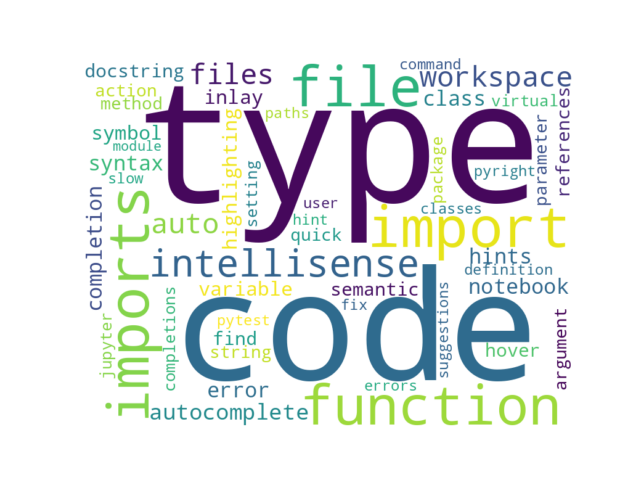 command
docstring
files
file
workspace
action
inlay
class
virtual
method
paths
type
references
symbol
highlighting
package
parameter
module
syntax
setting
pyright
slow
user
classes
completion
imports
auto
hint
quick
import
intellisense
hints
definition
variable
semantic
notebook
code
completions
fix
suggestions
jupyter
pytest
find
string
hover
argument
error
errors
autocomplete
function